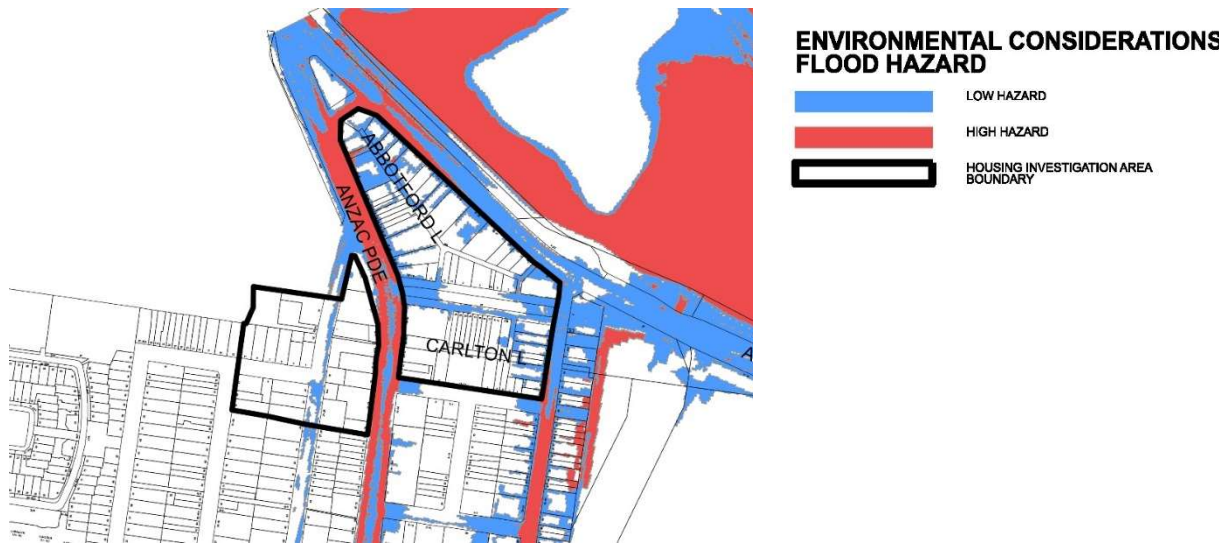 ENVIRONMENTAL CONSIDERATIONS
FLOOD HAZARD
LOW HAZARD
HIGH HAZARD
HOUSING INVESTIGATION AREA
BOUNDARY
ABBOTFORD L
ANZAC PDE
CARLTON L
A